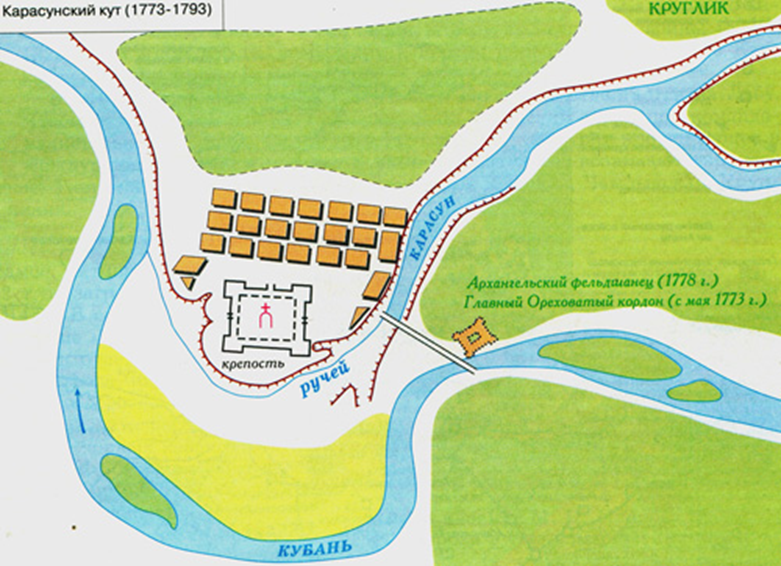 Карасунский кут (1773-1793)
КРУГЛИК
КАРАСУН
Архангельский фельдшанец (1778 г.)
Главный Ореховатый кордон (с мая 1773 г.)
крепость
ручей
КУБАНЬ